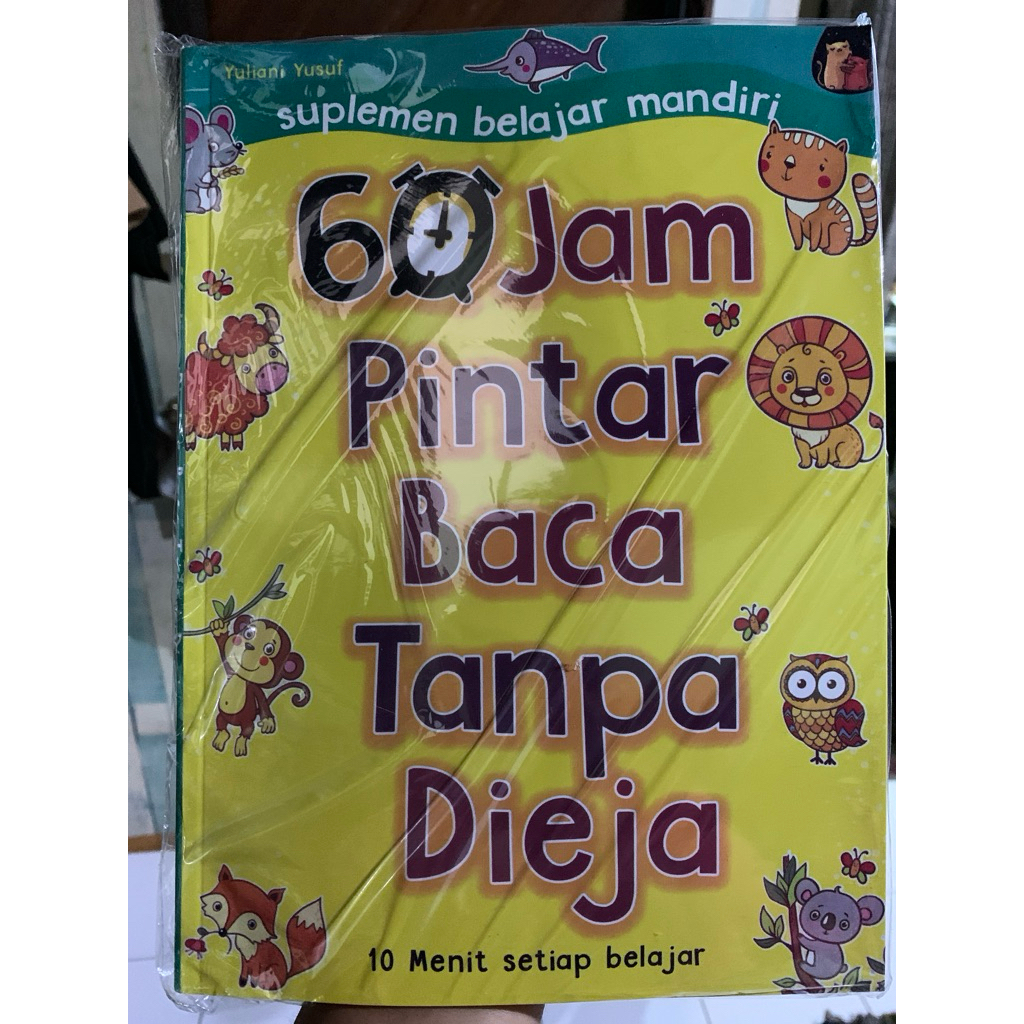 Yuliani Yusuf
suplemen belajar mandiri
60 Jam
Pintar
Baca
Tanpa
Dieja
10 Menit setiap belajar